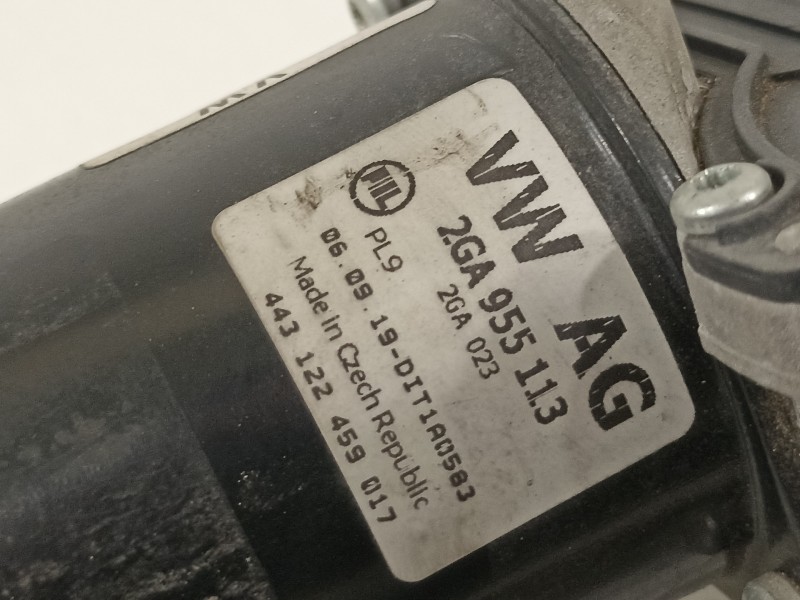 VW AG
2GA 955 113
2GA 023
PL9
06.09.19-DIT1A0583
Made In Czech Republic
443 122 459 017